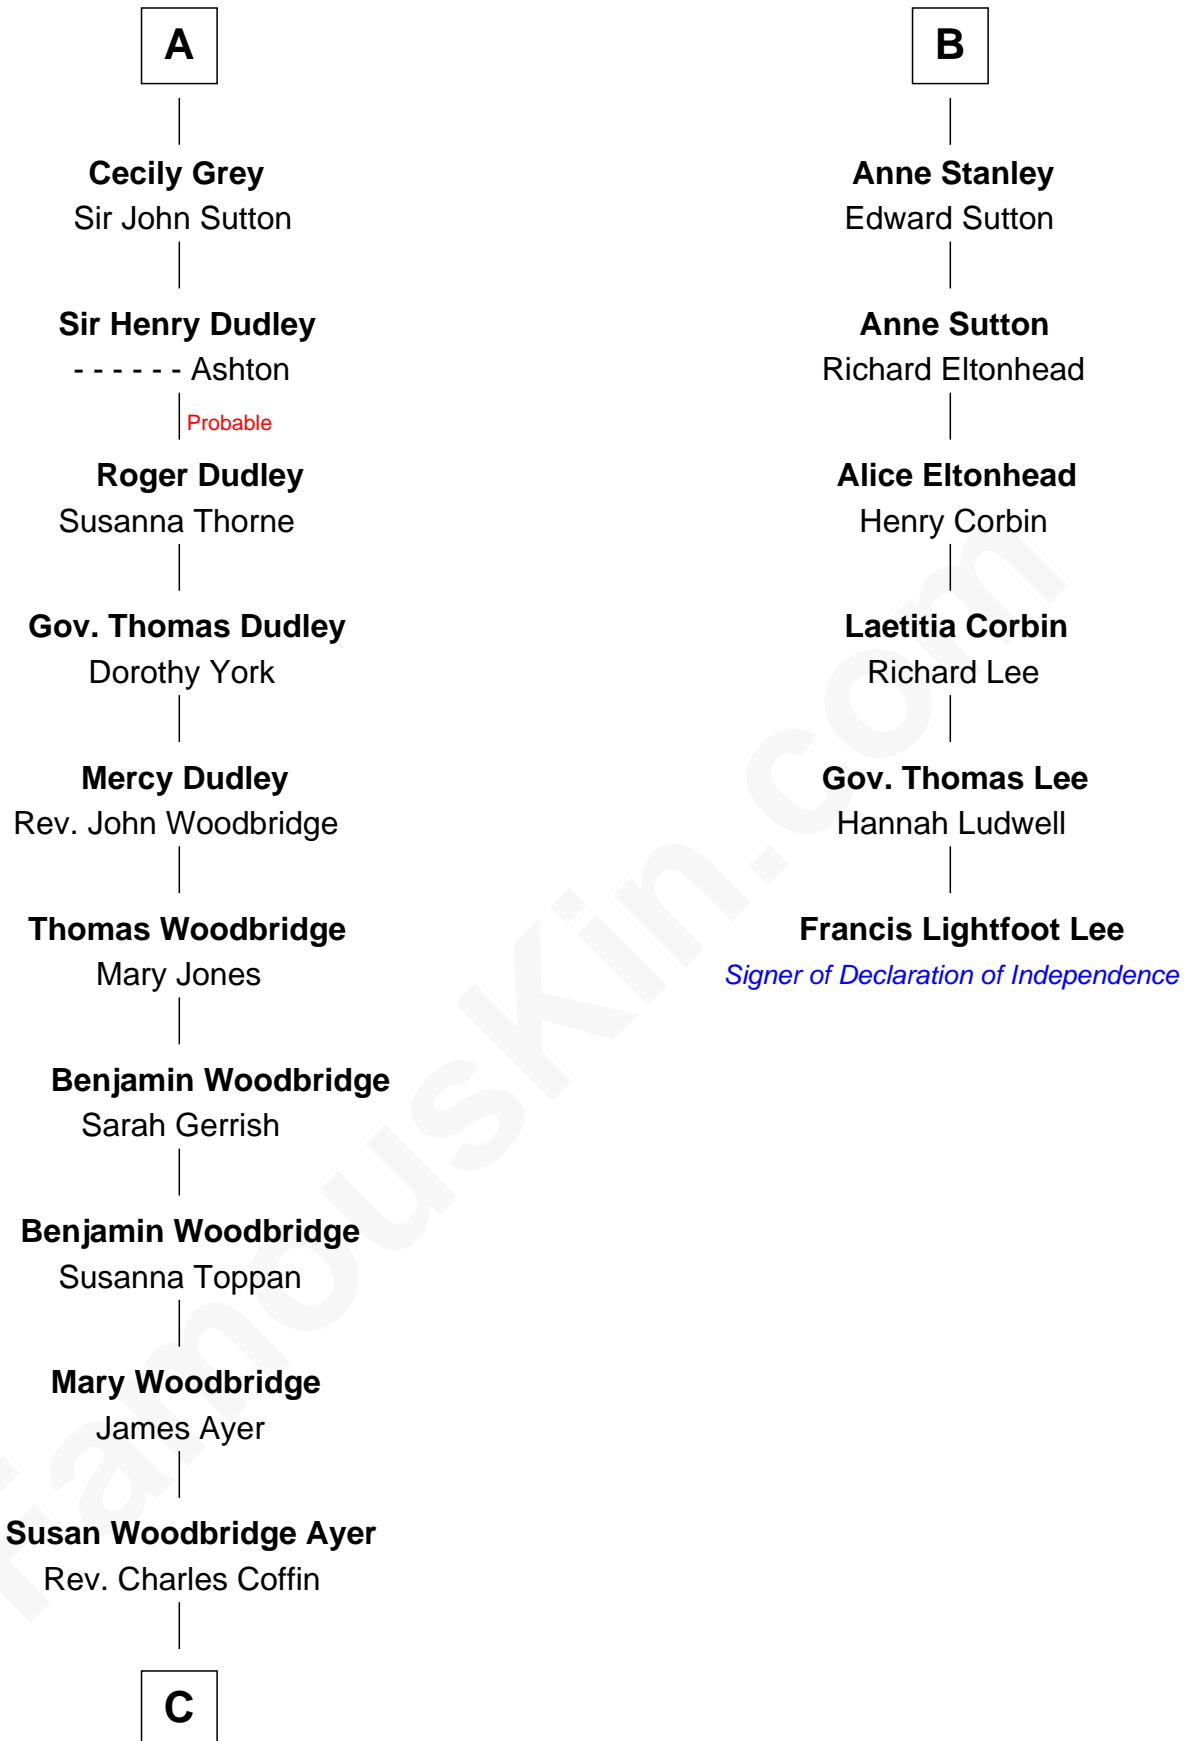 A
Cecily Grey
Sir John Sutton
Sir Henry Dudley
- - - - - - Ashton
Probable
Roger Dudley
Susanna Thorne
Gov. Thomas Dudley
Dorothy York
Mercy Dudley
Rev. John Woodbridge
Thomas Woodbridge
Mary Jones
Benjamin Woodbridge
Sarah Gerrish
Benjamin Woodbridge
Susanna Toppan
Mary Woodbridge
James Ayer
Susan Woodbridge Ayer
Rev. Charles Coffin
C
B
Anne Stanley
Edward Sutton
Anne Sutton
Richard Eltonhead
Alice Eltonhead
Henry Corbin
Laetitia Corbin
Richard Lee
Gov. Thomas Lee
Hannah Ludwell
Francis Lightfoot Lee
Signer of Declaration of Independence
FamousKin.com